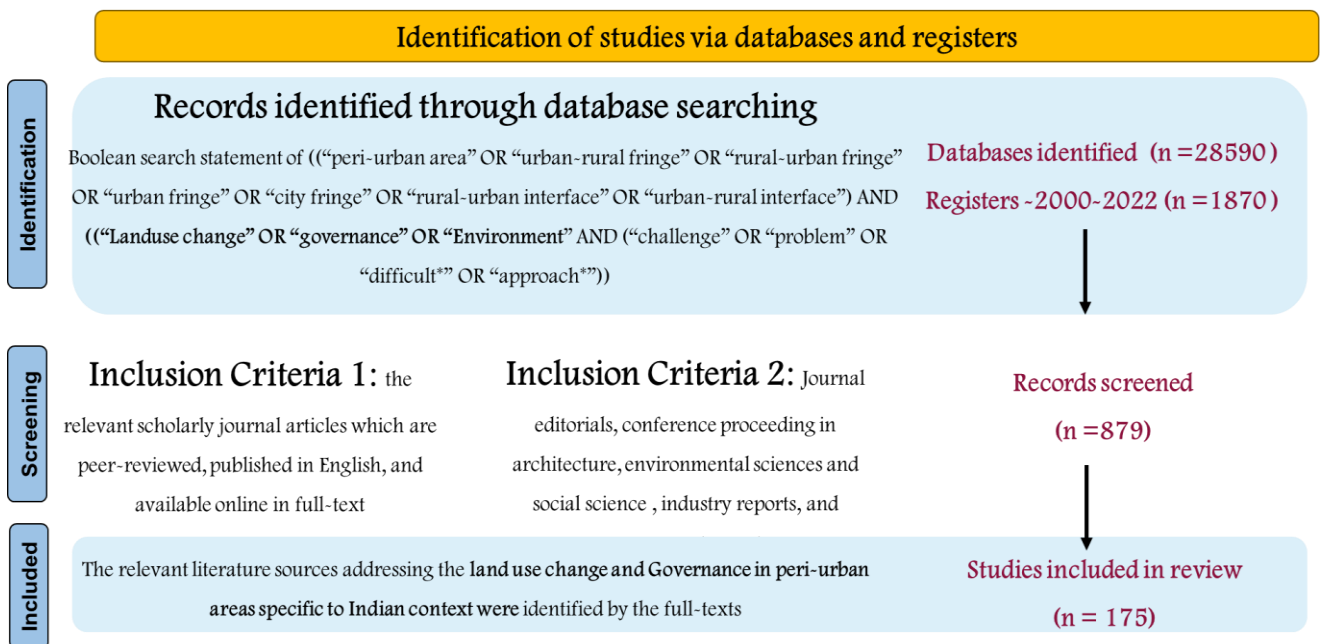 Identification of studies via databases and registers
Identification
Records identified through database searching
Boolean search statement of ((“peri-urban area” OR “urban-rural fringe” OR “rural-urban fringe”
OR “urban fringe” OR “city fringe” OR “rural-urban interface” OR “urban-rural interface”) AND
((“Landuse change” OR “governance” OR “Environment” AND (“challenge” OR “problem” OR
“difficult*” OR “approach*”))
Databases identified (n =28590)
Registers -2000-2022 (n =1870)
Screening
Inclusion Criteria 1: the
relevant scholarly journal articles which are
peer-reviewed, published in English, and
available online in full-text
Inclusion Criteria 2: Journal
editorials, conference proceeding in
architecture, environmental sciences and
social science , industry reports, and
Records screened
(n =879)
Included
The relevant literature sources addressing the land use change and Governance in peri-urban
areas specific to Indian context were identified by the full-texts
Studies included in review
(n = 175)